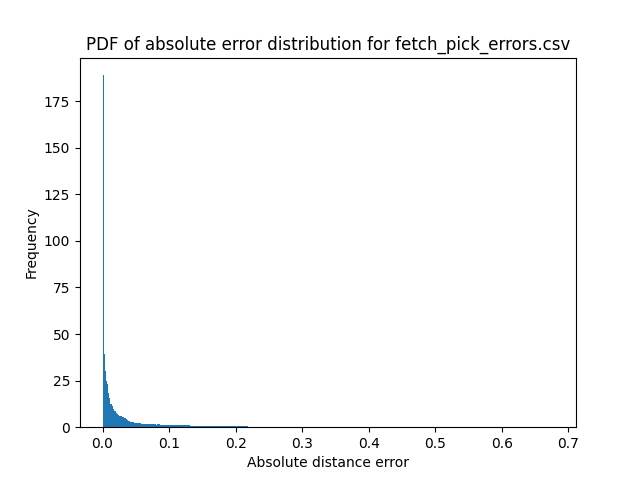 PDF of absolute error distribution for fetch_pick_errors.csv
175
150
125
100
75
50
25
0
Frequency
0.0 0.1 0.2 0.3 0.4 0.5 0.6 0.7
Absolute distance error